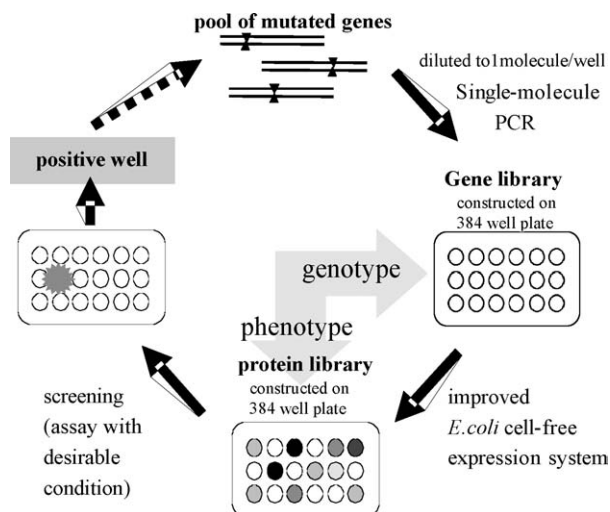 pool of mutated genes
diluted to1molecule/well
Single-molecule
PCR
positive well
Gene library
constructed on
384 well plate
genotype
phenotype
protein library
constructed on
384 well plate
screening
(assay with
desirable
condition)
improved
E.coli cell-free
expression system